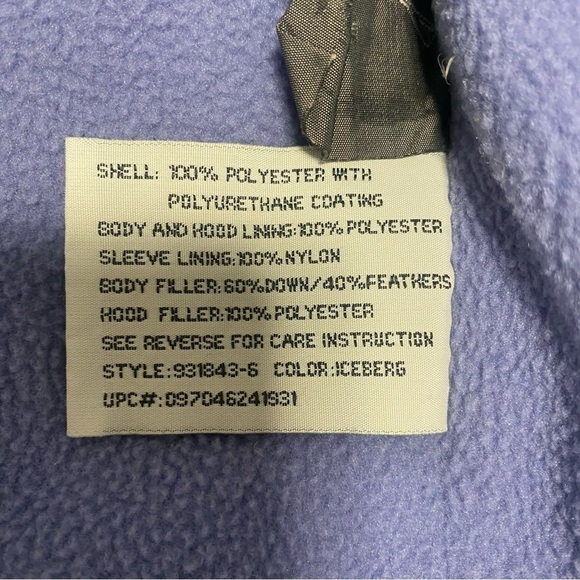 SHELL: 100% POLYESTER WITH
POLYURETHANE COATING
BODY AND HOOD LINING:100% POLYESTER
SLEEVE LINING:100%NYLON
BODY FILLER:60%DOWN/40%FEATHERS
HOOD FILLER:100% POLYESTER
SEE REVERSE FOR CARE INSTRUCTION
STYLE:931843-6 COLOR:ICEBERG
UPC#:097046241931